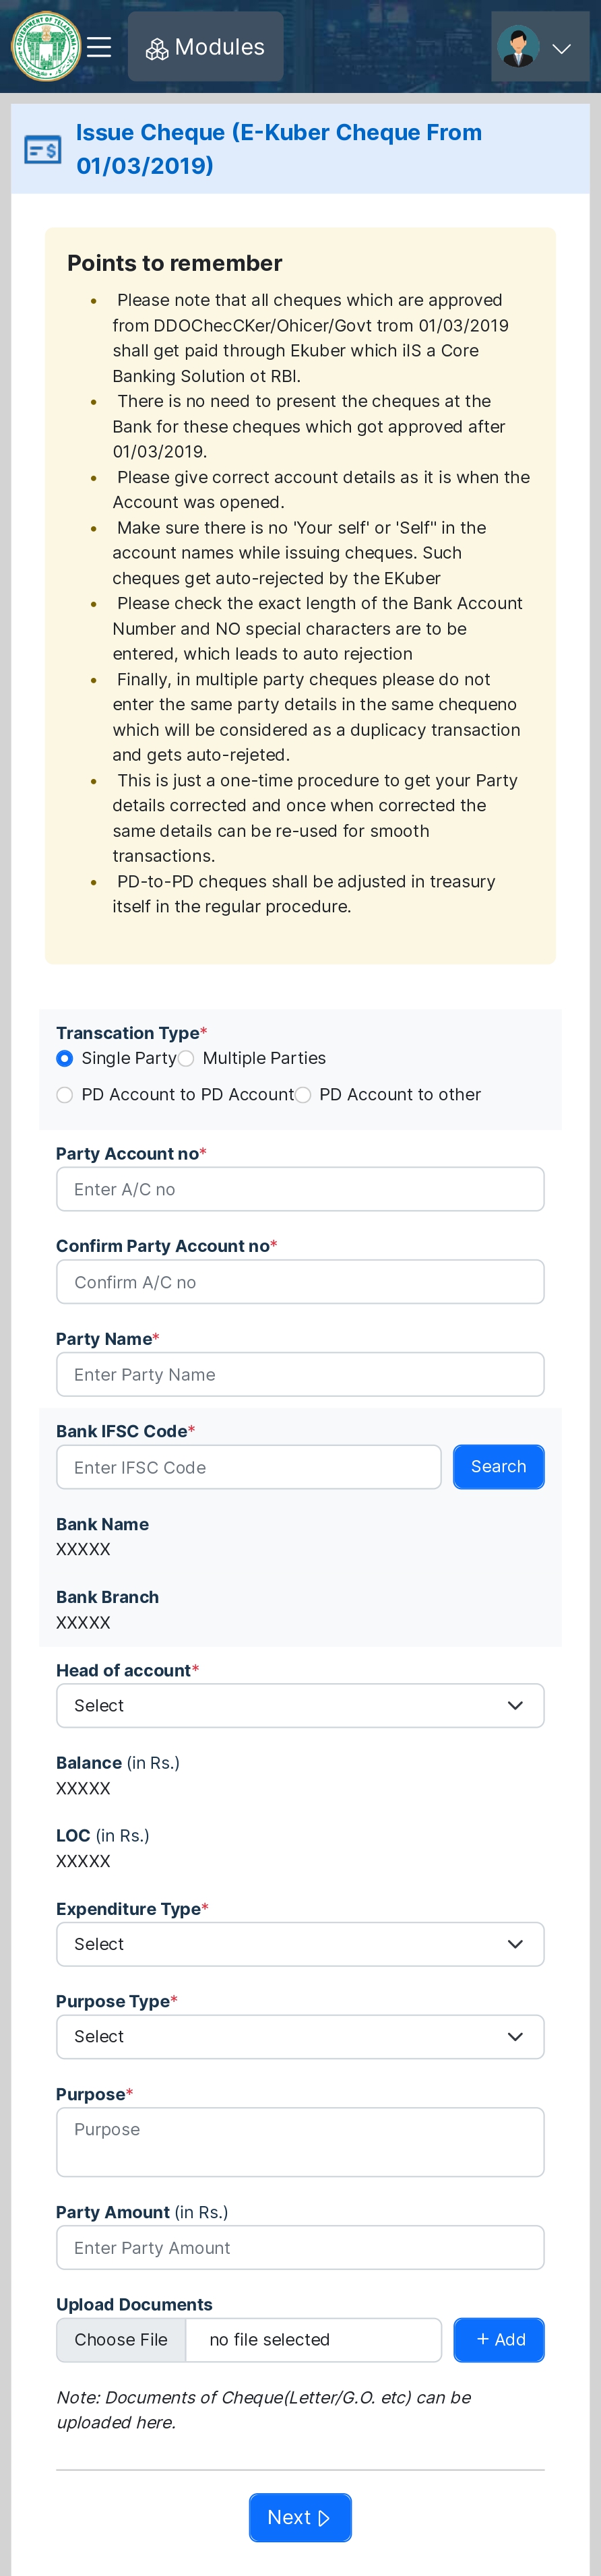 Modules
Issue Cheque (E-Kuber Cheque From
01/03/2019)
Points to remember
• Please note that all cheques which are approved
from DDOChecCKer/Ohicer/Govt trom 01/03/2019
shall get paid through Ekuber which iIS a Core
Banking Solution ot RBI.
• There is no need to present the cheques at the
Bank for these cheques which got approved after
01/03/2019.
• Please give correct account details as it is when the
Account was opened.
• Make sure there is no 'Your self' or 'Self" in the
account names while issuing cheques. Such
cheques get auto-rejected by the EKuber
• Please check the exact length of the Bank Account
Number and NO special characters are to be
entered, which leads to auto rejection
• Finally, in multiple party cheques please do not
enter the same party details in the same chequeno
which will be considered as a duplicacy transaction
and gets auto-rejeted.
• This is just a one-time procedure to get your Party
details corrected and once when corrected the
same details can be re-used for smooth
transactions.
• PD-to-PD cheques shall be adjusted in treasury
itself in the regular procedure.
Transcation Type*
Single Party Multiple Parties
PD Account to PD Account PD Account to other
Party Account no*
Enter A/C no
Confirm Party Account no*
Confirm A/C no
Party Name*
Enter Party Name
Bank IFSC Code*
Enter IFSC Code Search
Bank Name
XXXXX
Bank Branch
XXXXX
Head of account*
Select
Balance (in Rs.)
XXXXX
LOC (in Rs.)
XXXXX
Expenditure Type*
Select
Purpose Type*
Select
Purpose*
Purpose
Party Amount (in Rs.)
Enter Party Amount
Upload Documents
Choose File no file selected + Add
Note: Documents of Cheque(Letter/G.O. etc) can be
uploaded here.
Next